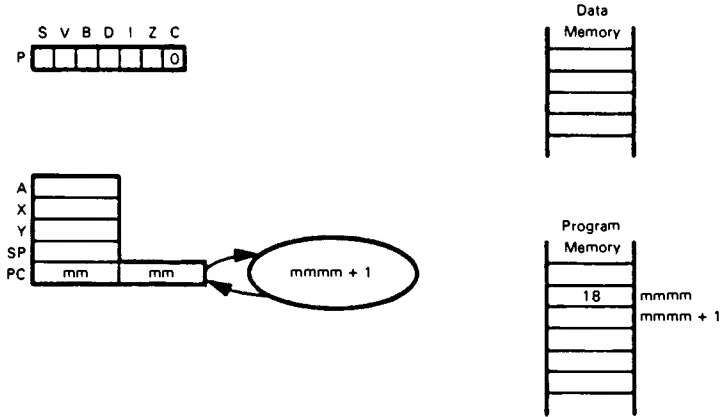 S V B D I Z C
P 0
Data
Memory
A
X
Y
SP
PC mm mm
mmmm + 1
Program
Memory
18 mmmm
mmmm + 1